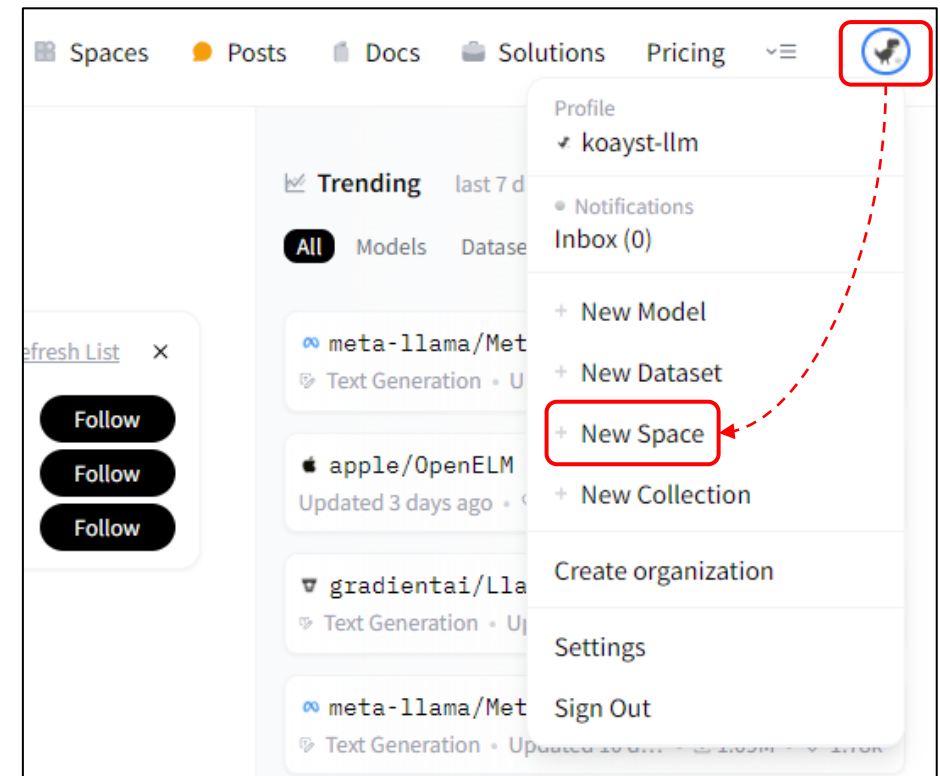 Spaces Posts Docs Solutions Pricing
Profile
koayst-llm
Trending last 7 d
Notifications
Inbox (0)
All Models Datase
New Model
meta-llama/Met
efresh List
New Dataset
Text Generation • U
Follow
New Space
apple/OpenELM
Follow
New Collection
Updated 3 days ago •
Follow
Create organization
gradientai/Lla
Text Generation •
Settings
meta-llama/Met
Sign Out
Text Generation •